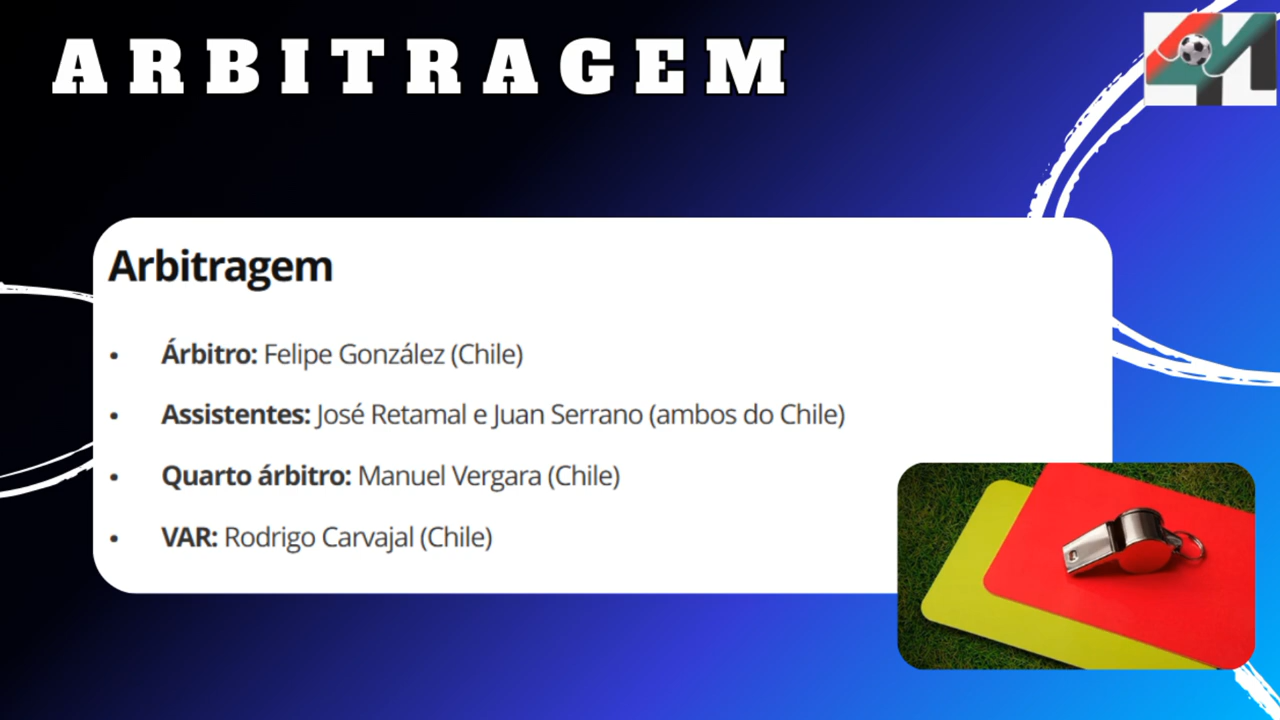 ARBITRAGEM
Arbitragem
• Árbitro: Felipe González (Chile)
• Assistentes: José Retamal e Juan Serrano (ambos do Chile)
• Quarto árbitro: Manuel Vergara (Chile)
• VAR: Rodrigo Carvajal (Chile)